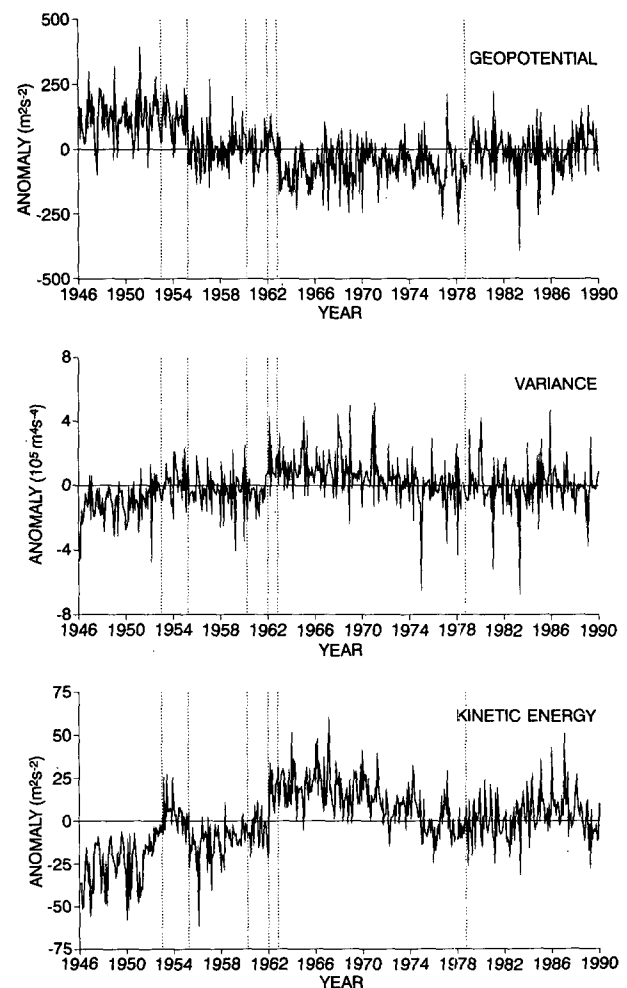 500
GEOPOTENTIAL
250
0
-250
-500
ANOMALY (m²s⁻²)
1946 1950 1954 1958 1962 1966 1970 1974 1978 1982 1986 1990
YEAR
8
VARIANCE
4
0
-4
-8
ANOMALY (10⁵ m⁴s⁻⁴)
1946 1950 1954 1958 1962 1966 1970 1974 1978 1982 1986 1990
YEAR
75
KINETIC ENERGY
50
25
0
-25
-50
-75
ANOMALY (m²s⁻²)
1946 1950 1954 1958 1962 1966 1970 1974 1978 1982 1986 1990
YEAR